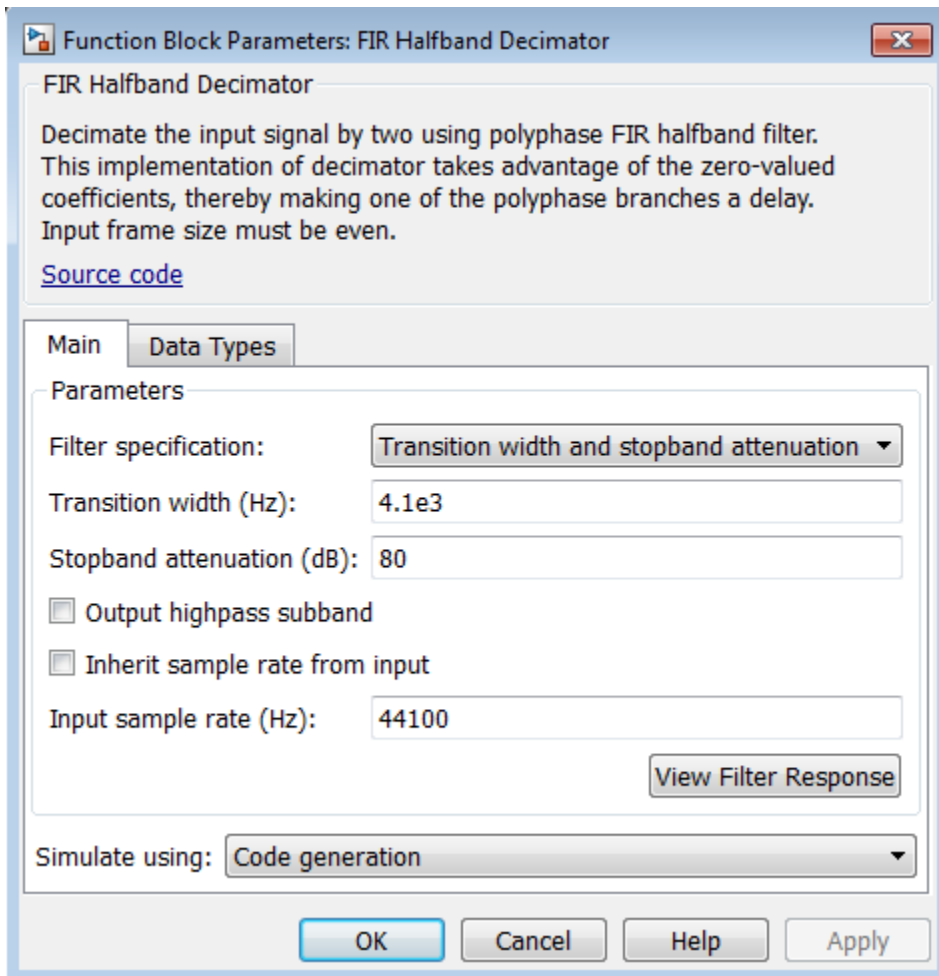 Function Block Parameters: FIR Halfband Decimator
FIR Halfband Decimator
Decimate the input signal by two using polyphase FIR halfband filter.
This implementation of decimator takes advantage of the zero-valued
coefficients, thereby making one of the polyphase branches a delay.
Input frame size must be even.
Source code
Main Data Types
Parameters
Filter specification: Transition width and stopband attenuation
Transition width (Hz): 4.1e3
Stopband attenuation (dB): 80
Output highpass subband
Inherit sample rate from input
Input sample rate (Hz): 44100
View Filter Response
Simulate using: Code generation
OK Cancel Help Apply